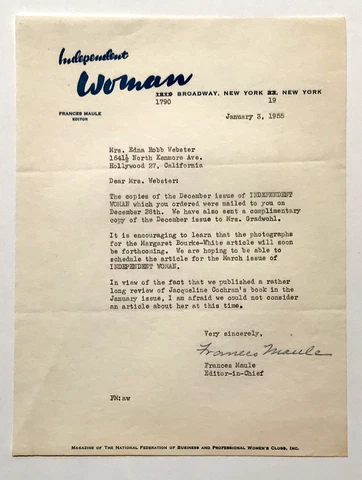 Independent
Woman
1819 BROADWAY, NEW YORK 23, NEW YORK
1790 19
FRANCES MAULE
EDITOR
January 3, 1955
Mrs. Edna Robb Webster
1641½ North Kenmore Ave.
Hollywood 27, California
Dear Mrs. Webster:
The copies of the December issue of INDEPENDENT
WOMAN which you ordered were mailed to you on
December 28th. We have also sent a complimentary
copy of the December issue to Mrs. Gradwohl.
It is encouraging to learn that the photographs
for the Margaret Bourke-White article will soon
be forthcoming. We are hoping to be able to
schedule the article for the March issue of
INDEPENDENT WOMAN.
In view of the fact that we published a rather
long review of Jacqueline Cochran's book in the
January issue, I am afraid we could not consider
an article about her at this time.
Very sincerely,
Frances Maule
Frances Maule
Editor-in-Chief
FM:aw
MAGAZINE OF THE NATIONAL FEDERATION OF BUSINESS AND PROFESSIONAL WOMEN'S CLUBS, INC.